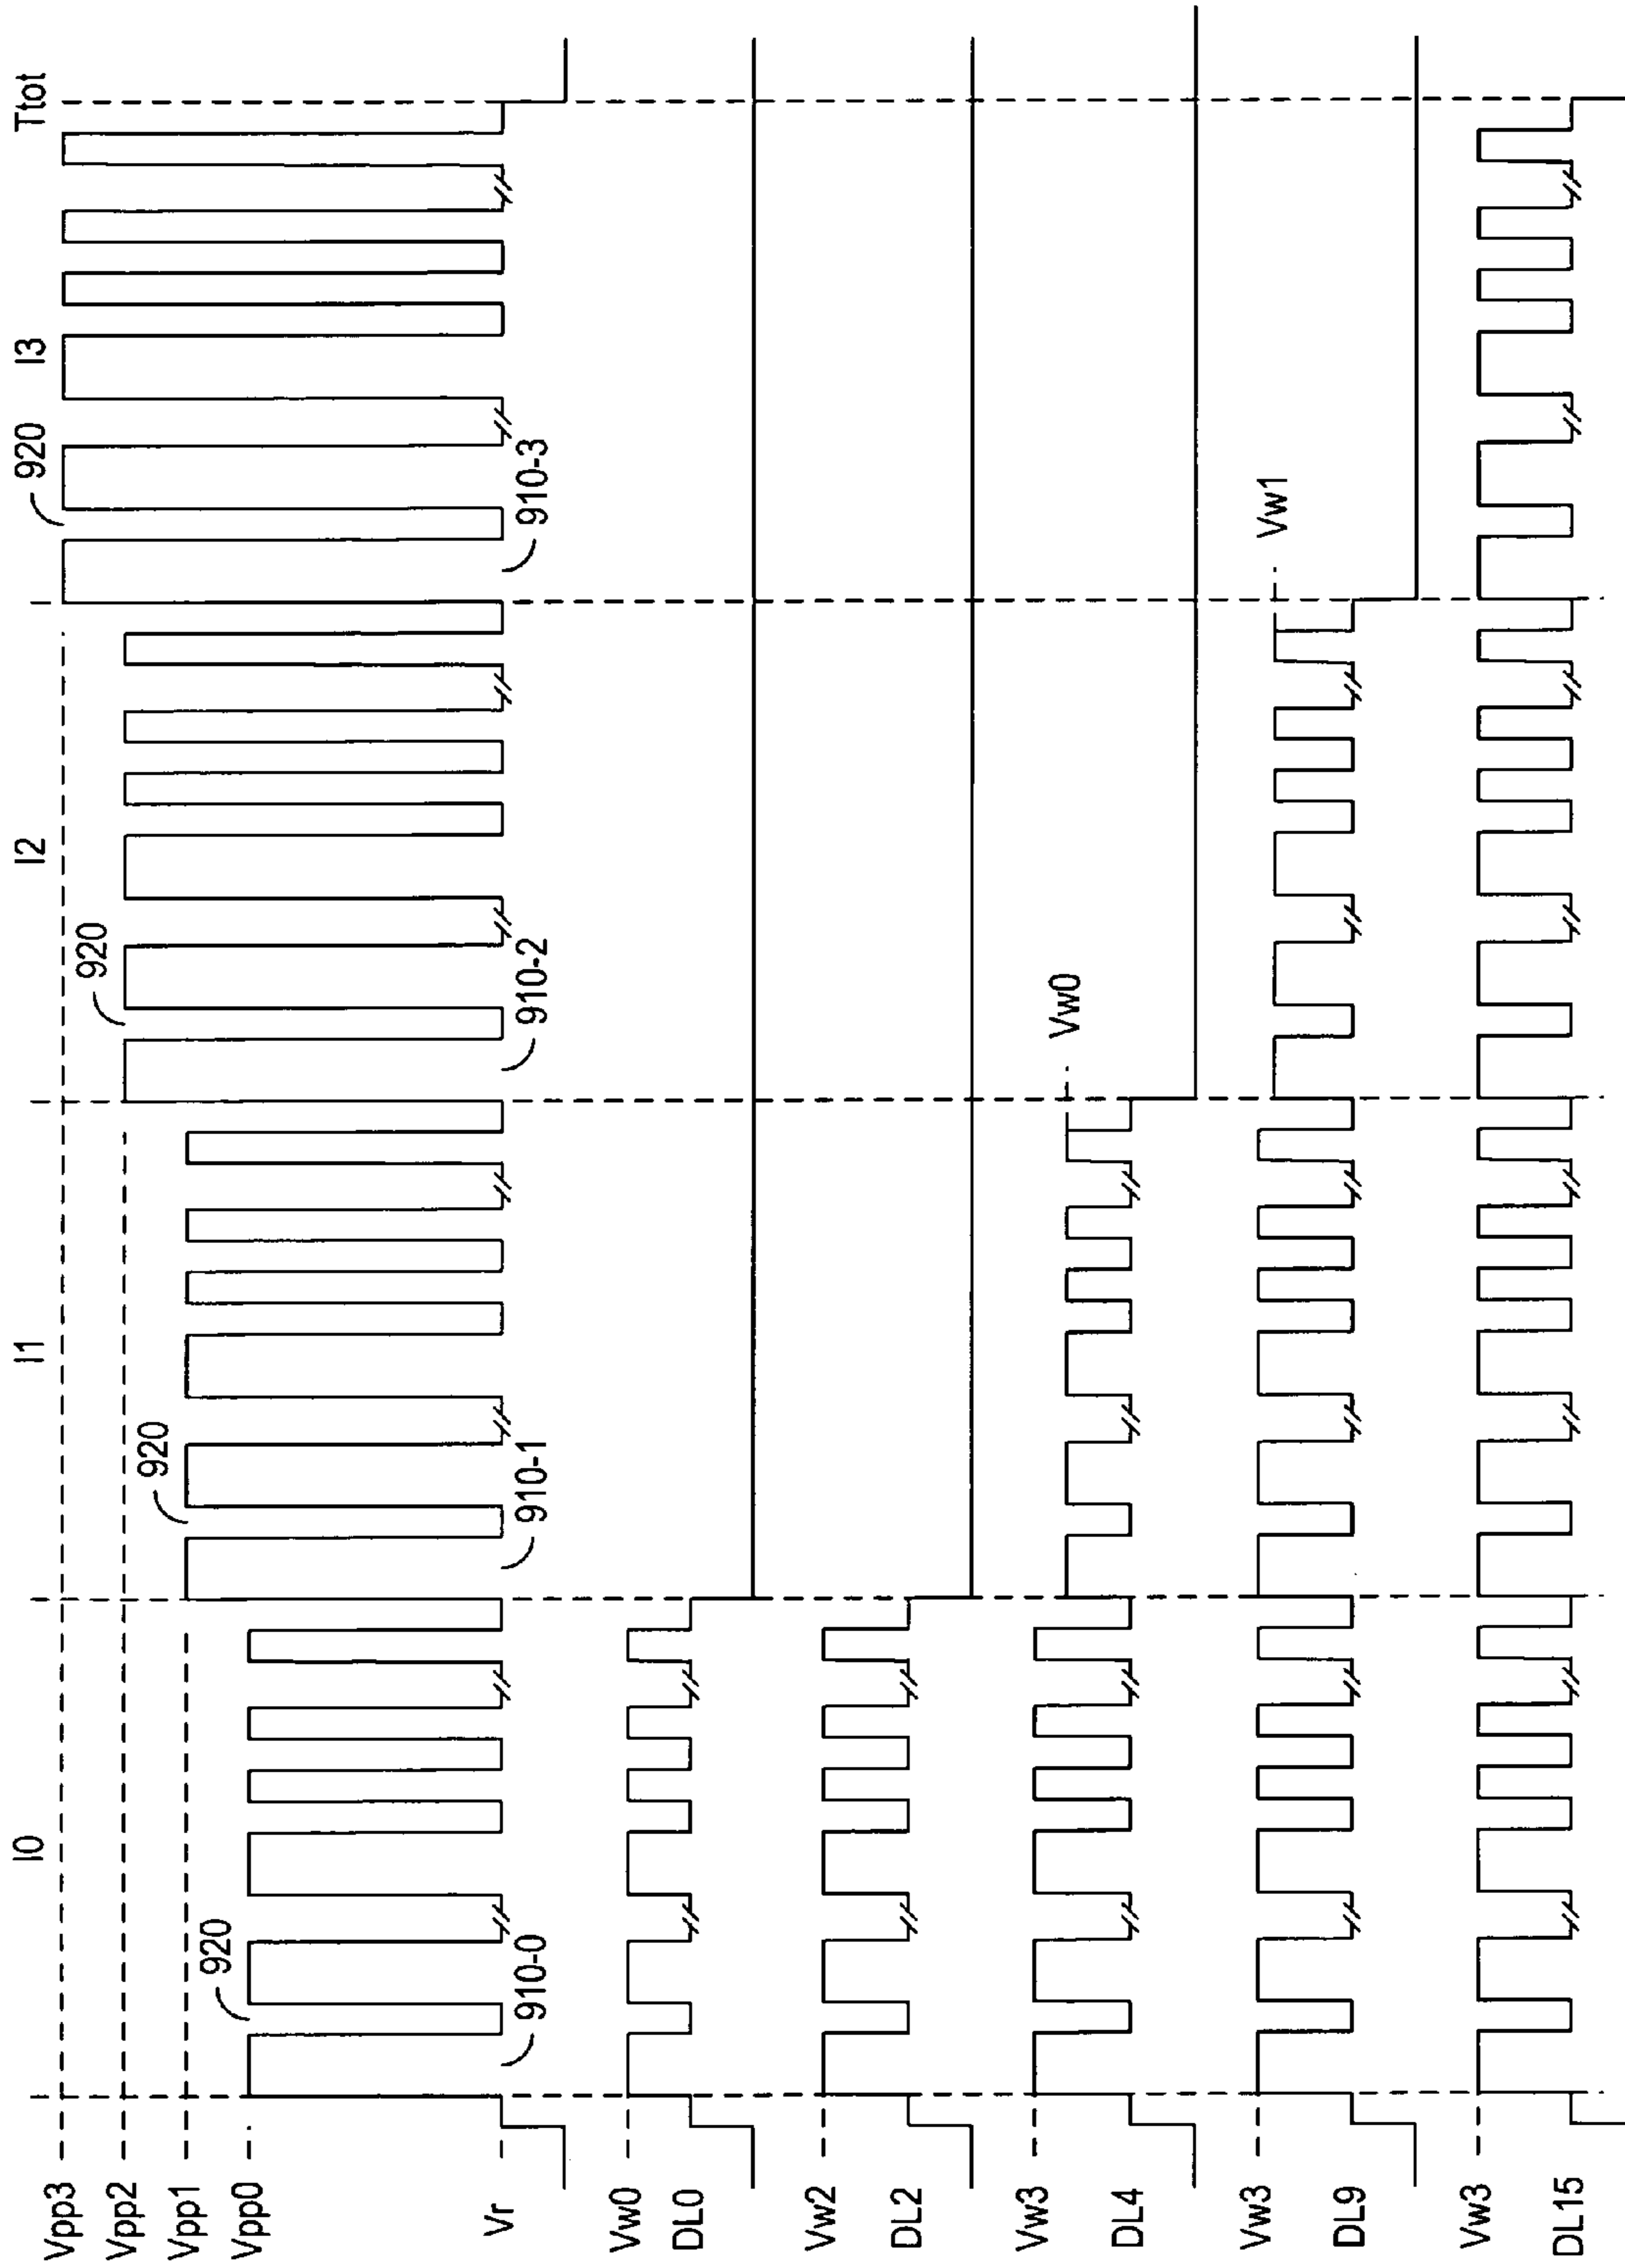 I0 I1 I2 I3 Ttot
Vpp3
Vpp2
Vpp1
Vpp0
920 920 920 920
Vr
910-0 910-1 910-2 910-3
Vw0
DL0
Vw2
DL2
Vw3
Vw0
DL4
Vw3
Vw1
DL9
Vw3
DL15